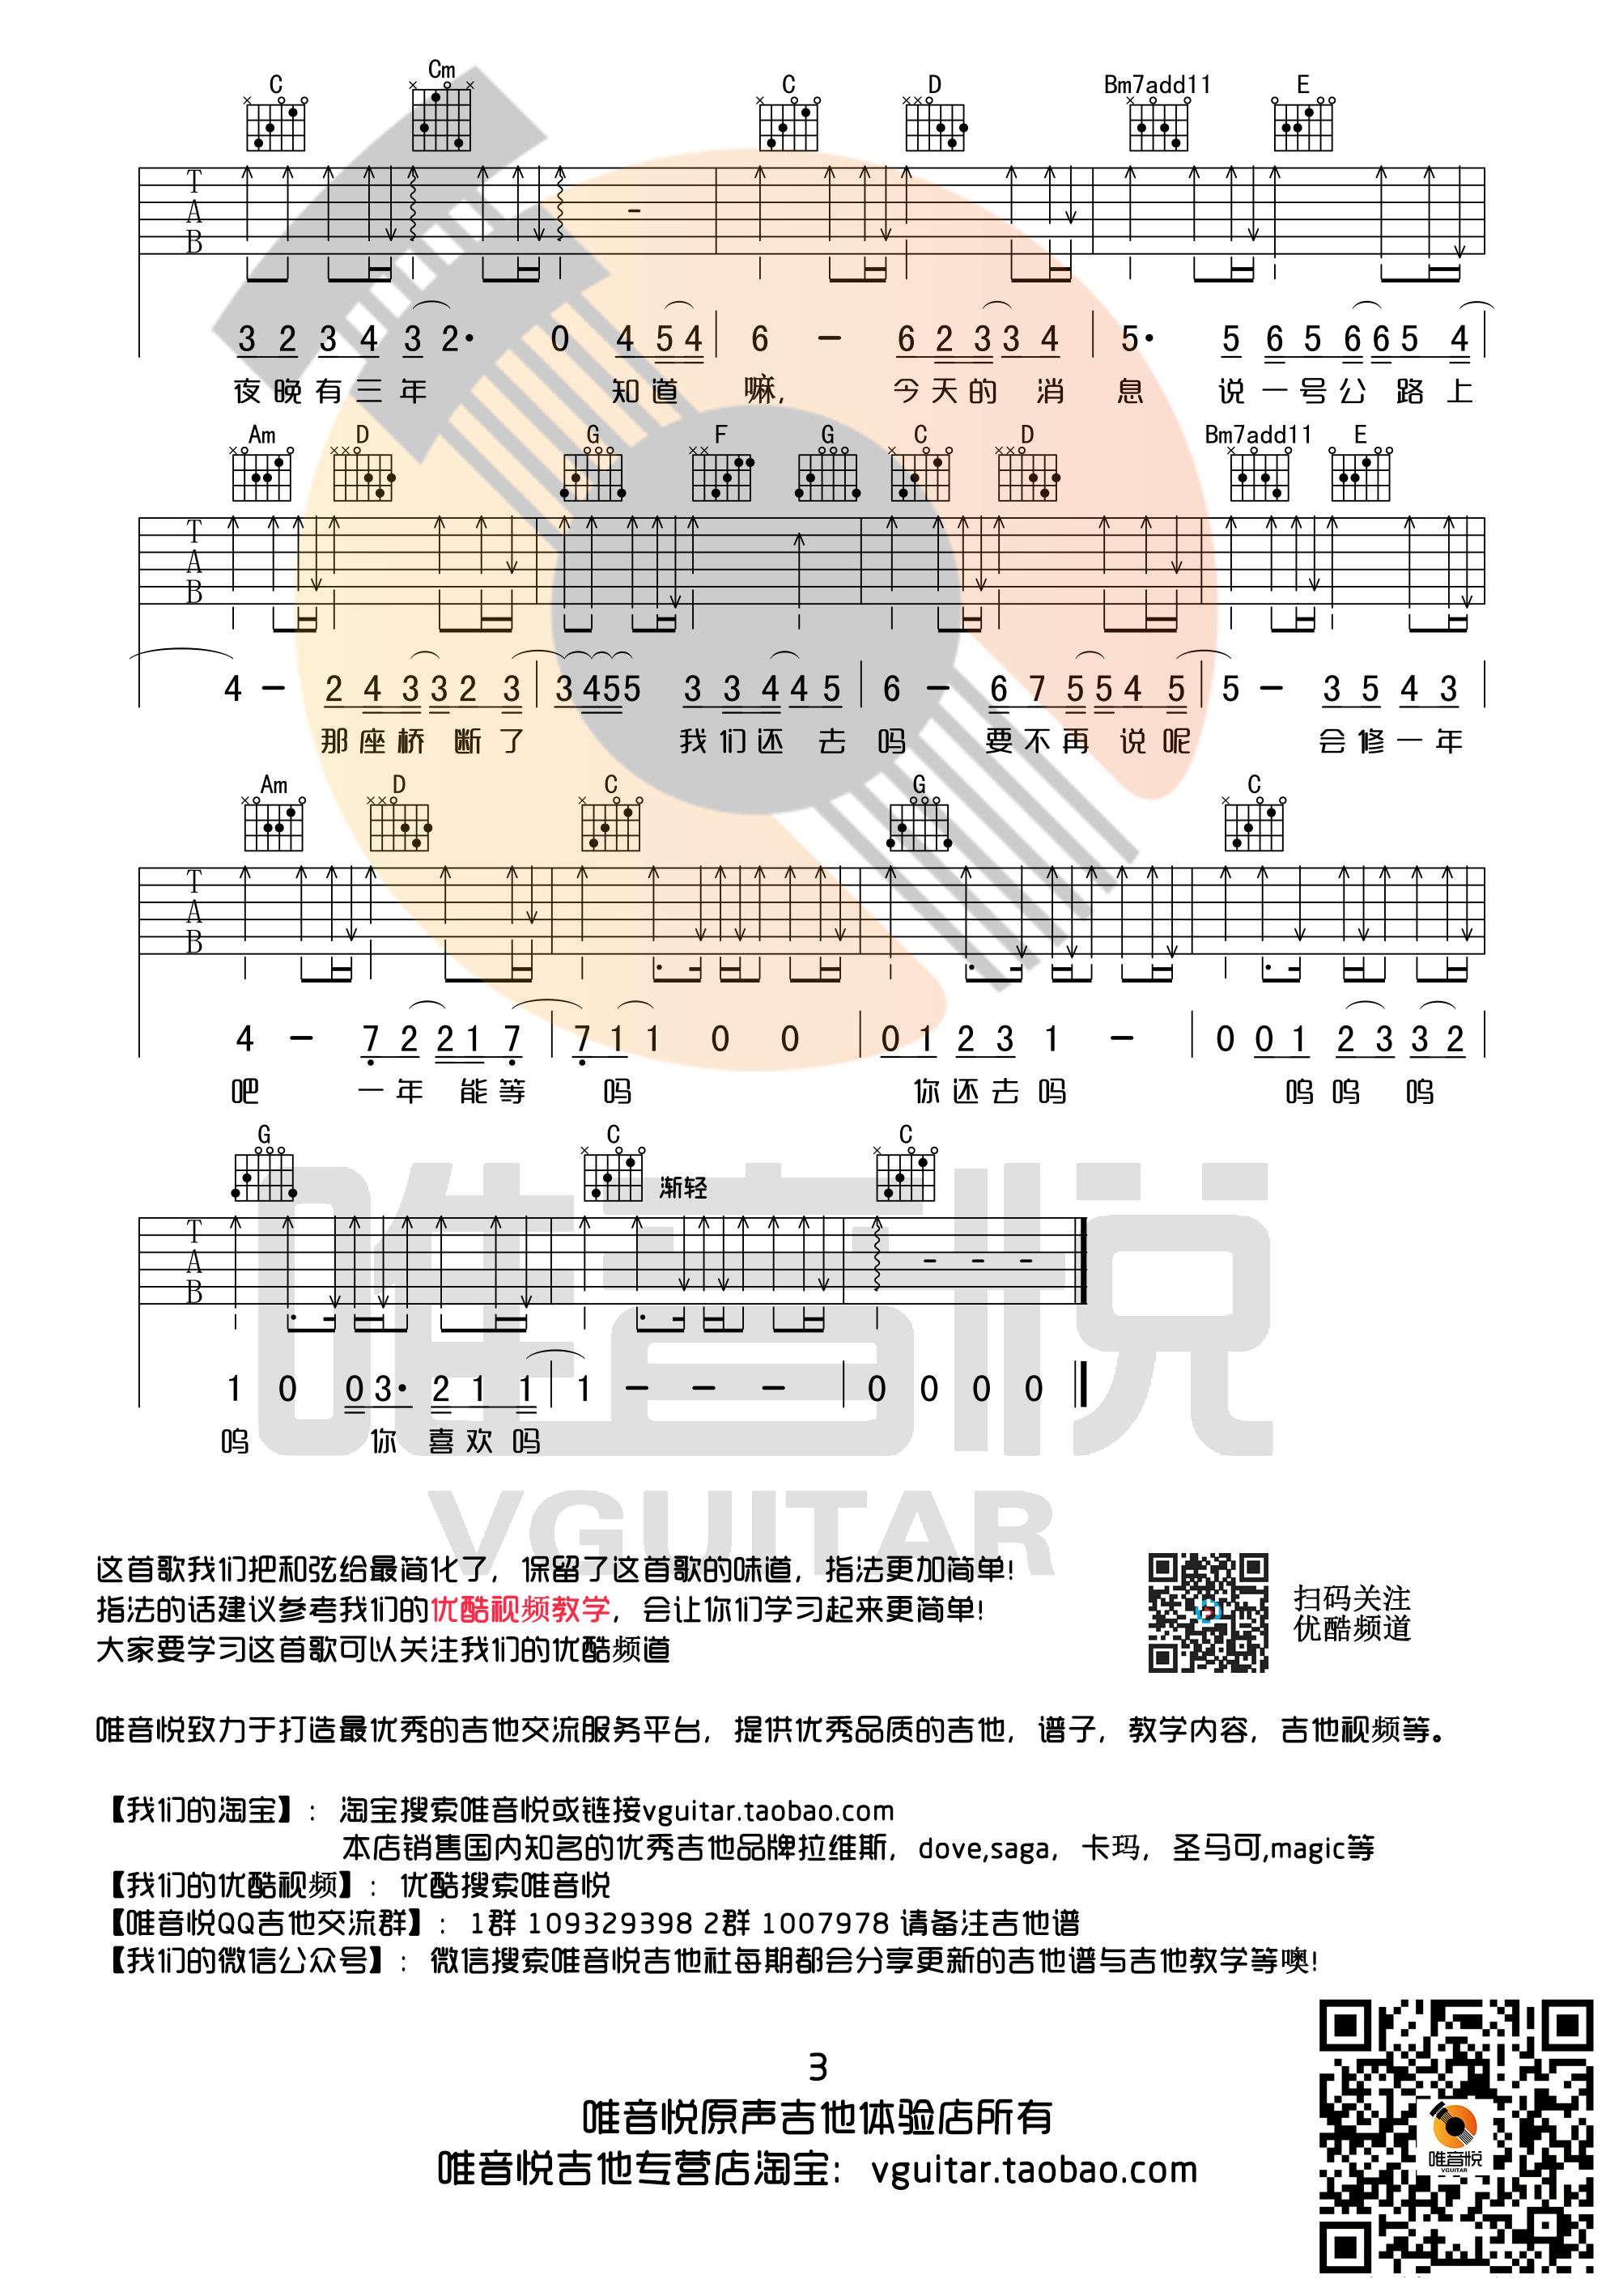 C Cm C D Bm7add11 E
T
A
B
3 2 3 4 3 2· 0 4 5 4 | 6 – 6 2 3 3 4 | 5· 5 6 5 6 6 5 4 |
夜 晚 有 三 年 知 道 嘛, 今 天 的 消 息 说 一 号 公 路 上
Am D G F G C D Bm7add11 E
T
A
B
4 – 2 4 3 3 2 3 | 3 4 5 5 3 3 4 4 5 | 6 – 6 7 5 5 4 5 | 5 – 3 5 4 3 |
那 座 桥 断 了 我 们 还 去 吗 要 不 再 说 呢 会 修 一 年
Am D C G C
T
A
B
4 – 7 2 2 1 7 | 7 1 1 0 0 | 0 1 2 3 1 – | 0 0 1 2 3 3 2 |
吧 一 年 能 等 吗 你 还 去 吗 呜 呜 呜
G C 渐轻 C
T
A
B
1 0 0 3· 2 1 1 | 1 – – – | 0 0 0 0
呜 你 喜 欢 吗
唯音悦
VGUITAR
这首歌我们把和弦给最简化了，保留了这首歌的味道，指法更加简单!
指法的话建议参考我们的优酷视频教学，会让你们学习起来更简单!
大家要学习这首歌可以关注我们的优酷频道
扫码关注
优酷频道
唯音悦致力于打造最优秀的吉他交流服务平台，提供优秀品质的吉他，谱子，教学内容，吉他视频等。
【我们的淘宝】：淘宝搜索唯音悦或链接vguitar.taobao.com
本店销售国内知名的优秀吉他品牌拉维斯，dove,saga，卡玛，圣马可,magic等
【我们的优酷视频】：优酷搜索唯音悦
【唯音悦QQ吉他交流群】：1群 109329398 2群 1007978 请备注吉他谱
【我们的微信公众号】：微信搜索唯音悦吉他社每期都会分享更新的吉他谱与吉他教学等噢!
3
唯音悦原声吉他体验店所有
唯音悦吉他专营店淘宝：vguitar.taobao.com
唯音悦
VGUITAR